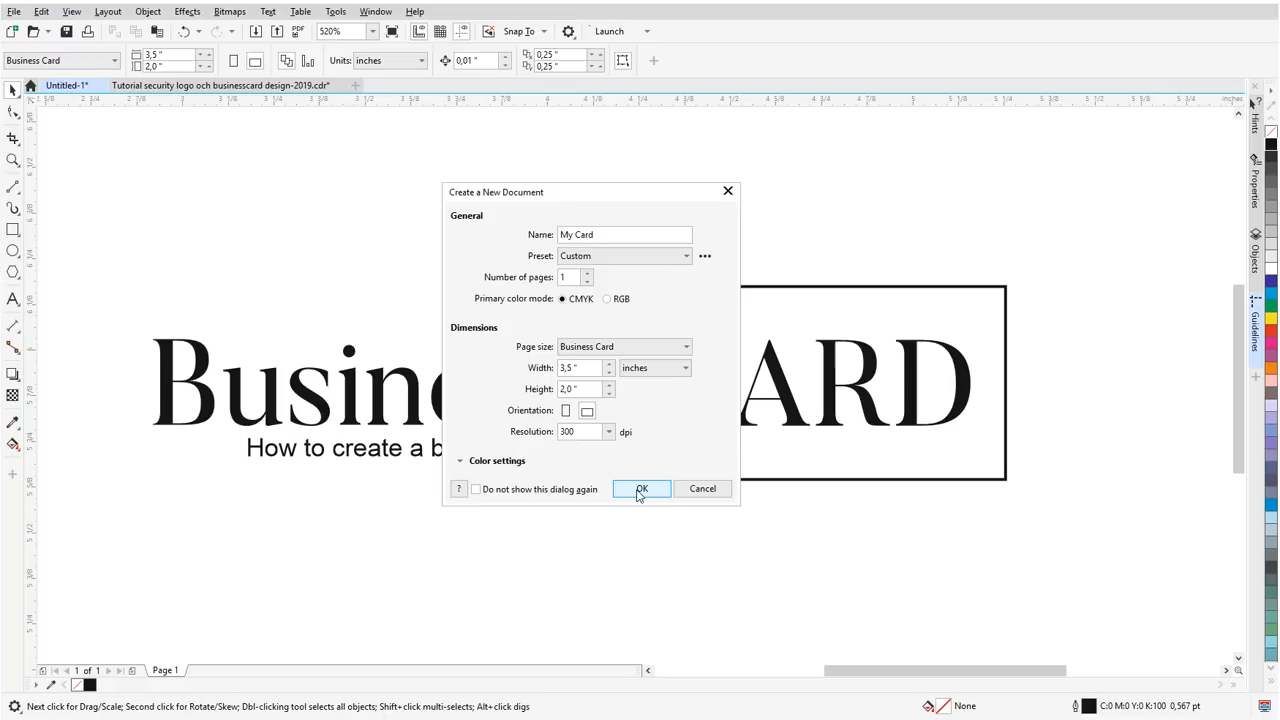 File Edit View Layout Object Effects Bitmaps Text Table Tools Window Help
520% Snap To Launch
PDF
Business Card 3,5 " 2,0 " Units: inches 0,01 " 0,25 " 0,25 "
Untitled-1* Tutorial security logo och businesscard design-2019.cdr*
inches
Create a New Document
General
Name: My Card
Preset: Custom
Number of pages: 1
Primary color mode: CMYK RGB
Dimensions
Page size: Business Card
Width: 3,5 " inches
Height: 2,0 "
Orientation:
Resolution: 300 dpi
Color settings
? Do not show this dialog again OK Cancel
Busine ARD
How to create a b
Hints
Properties
Objects
Guidelines
1 of 1 Page 1
Next click for Drag/Scale; Second click for Rotate/Skew; Dbl-clicking tool selects all objects; Shift+click multi-selects; Alt+click digs None C:0 M:0 Y:0 K:100 0,567 pt